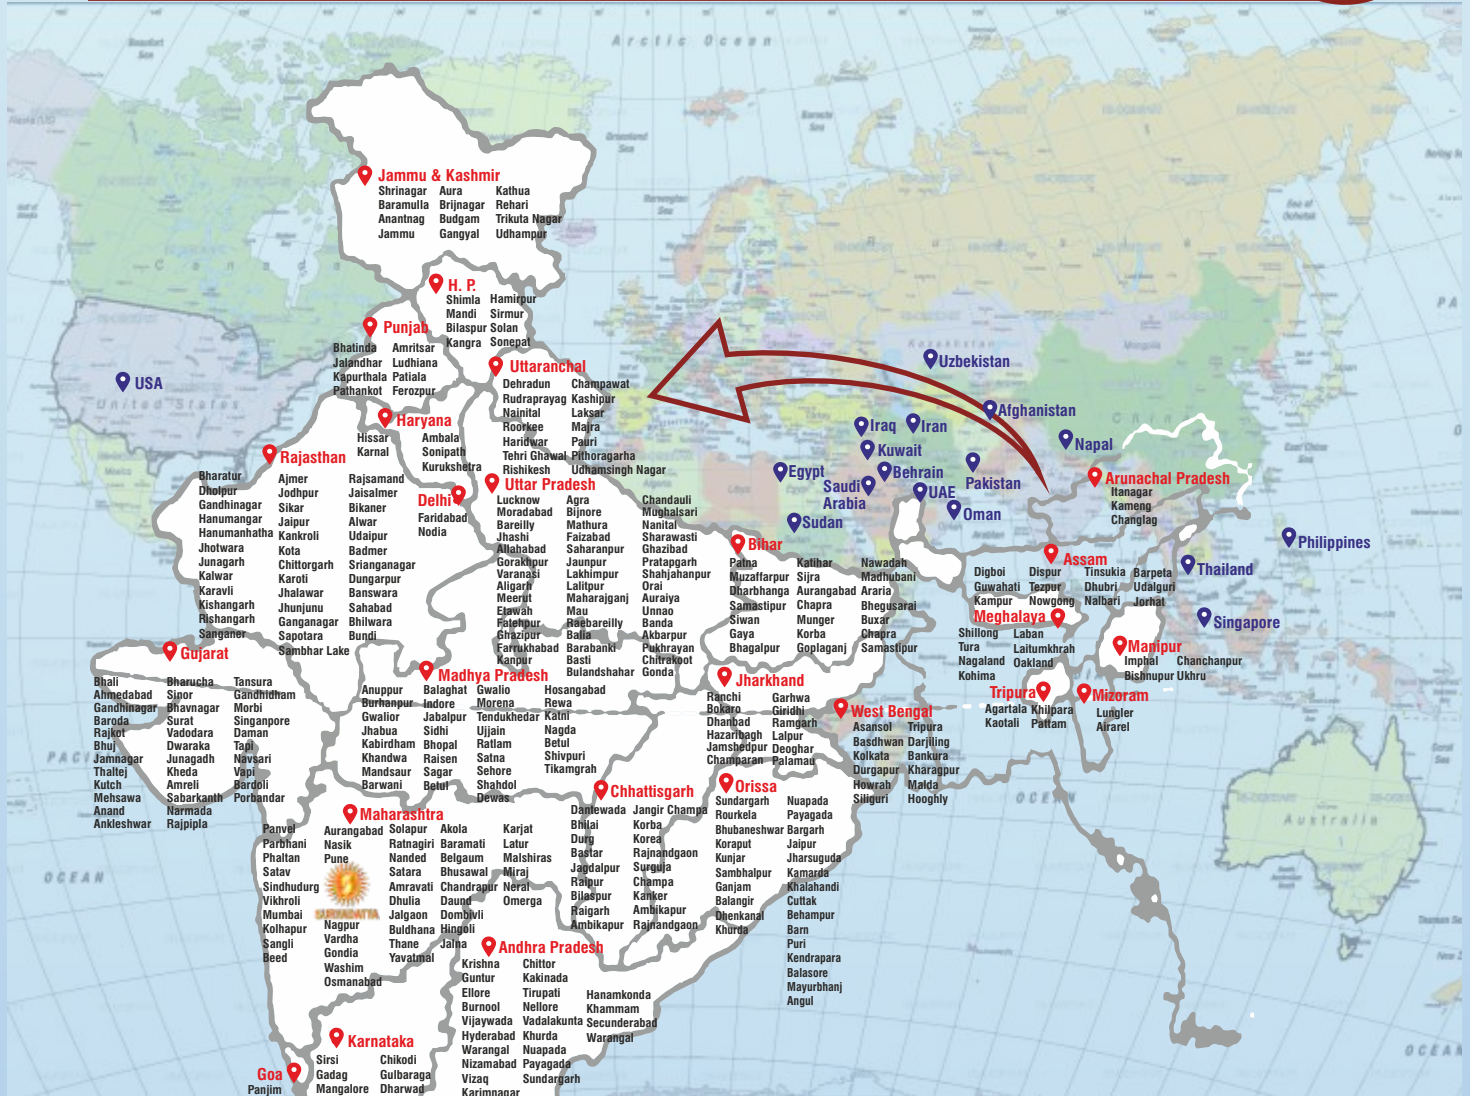 Arctic Ocean
Jammu & Kashmir
Shrinagar Aura Kathua
Baramulla Brijnagar Rehari
Anantnag Budgam Trikuta Nagar
Jammu Gangyal Udhampur
H. P.
Shimla Hamirpur
Mandi Sirmur
Bilaspur Solan
Kangra Sonepat
Punjab
Bhatinda Amritsar
Jalandhar Ludhiana
Kapurthala Patiala
Pathankot Ferozpur
Uttaranchal
Dehradun Champawat
Rudraprayag Kashipur
Nainital Laksar
Roorkee Majra
Haridwar Pauri
Tehri Ghawal Pithoragarha
Rishikesh Udhamsingh Nagar
Haryana
Hissar Ambala
Karnal Sonipath
Kurukshetra
Delhi
Faridabad
Nodia
Rajasthan
Bharatur
Dholpur
Gandhinagar
Hanumangar
Hanumanhatha
Jhotwara
Junagarh
Kalwar
Karavli
Kishangarh
Rishangarh
Sanganer
Ajmer
Jodhpur
Sikar
Jaipur
Kankroli
Kota
Chittorgarh
Karoti
Jhalawar
Jhunjunu
Ganganagar
Sapotara
Sambhar Lake
Rajsamand
Jaisalmer
Bikaner
Alwar
Udaipur
Badmer
Srianganagar
Dungarpur
Banswara
Sahabad
Bhilwara
Bundi
Uttar Pradesh
Lucknow Agra Chandauli
Moradabad Bijnore Mughalsari
Bareilly Mathura Nanital
Jhashi Faizabad Sharawasti
Allahabad Saharanpur Ghazibad
Gorakhpur Jaunpur Pratapgarh
Varanasi Lakhimpur Shahjahanpur
Aligarh Lalitpur Orai
Meerut Maharajganj Auraiya
Etawah Mau Unnao
Fatehpur Raebareilly Banda
Ghazipur Balia Akbarpur
Farrukhabad Barabanki Pukhrayan
Kanpur Basti Chitrakoot
Bulandshahar Gonda
Bihar
Patna Katihar Nawadah
Muzaffarpur Sijra Madhubani
Dharbhanga Aurangabad Araria
Samastipur Chapra Bhegusarai
Siwan Munger Buxar
Gaya Korba Chapra
Bhagalpur Goplaganj Samastipur
Gujarat
Bhali Bharucha Tansura
Ahmedabad Sinor Gandhidham
Gandhinagar Bhavnagar Morbi
Baroda Surat Singanpore
Rajkot Vadodara Daman
Bhuj Dwaraka Tapi
Jamnagar Junagadh Navsari
Thaltej Kheda Vapi
Kutch Amreli Bardoli
Mehsawa Sabarkanth Porbandar
Anand Narmada
Ankleshwar Rajpipla
Madhya Pradesh
Anuppur Balaghat Gwalio Hosangabad
Burhanpur Indore Morena Rewa
Gwalior Jabalpur Tendukhedar Katni
Jhabua Sidhi Ujjain Nagda
Kabirdham Bhopal Ratlam Betul
Khandwa Raisen Satna Shivpuri
Mandsaur Sagar Sehore Tikamgrah
Barwani Betul Shahdol
Dewas
Jharkhand
Ranchi Garhwa
Bokaro Giridhi
Dhanbad Ramgarh
Hazaribagh Lalpur
Jamshedpur Deoghar
Champaran Palamau
West Bengal
Asansol Tripura
Basdhwan Darjiling
Kolkata Bankura
Durgapur Kharagpur
Howrah Malda
Siliguri Hooghly
Chhattisgarh
Dantewada Jangir Champa
Bhilai Korba
Durg Korea
Bastar Rajnandgaon
Jagdalpur Surguja
Raipur Champa
Bilaspur Kanker
Raigarh Ambikapur
Ambikapur Rajnandgaon
Orissa
Sundargarh Nuapada
Rourkela Payagada
Bhubaneshwar Bargarh
Koraput Jaipur
Kunjar Jharsuguda
Sambhalpur Kamarda
Ganjam Khalahandi
Balangir Cuttak
Dhenkanal Behampur
Khurda Barn
Puri
Kendrapara
Balasore
Mayurbhanj
Angul
Maharashtra
Panvel
Parbhani
Phaltan
Satav
Sindhudurg
Vikhroli
Mumbai
Kolhapur
Sangli
Beed
Aurangabad
Nasik
Pune
SURYADATTA
Nagpur
Vardha
Gondia
Washim
Osmanabad
Solapur Akola Karjat
Ratnagiri Baramati Latur
Nanded Belgaum Malshiras
Satara Bhusawal Miraj
Amravati Chandrapur Neral
Dhulia Daund Omerga
Jalgaon Dombivli
Buldhana Hingoli
Thane Jalna
Yavatmal
Andhra Pradesh
Krishna Chittor
Guntur Kakinada
Ellore Tirupati Hanamkonda
Burnool Nellore Khammam
Vijaywada Vadalakunta Secunderabad
Hyderabad Khurda Warangal
Warangal Nuapada
Nizamabad Payagada
Vizaq Sundargarh
Karimnagar
Karnataka
Sirsi Chikodi
Gadag Gulbaraga
Mangalore Dharwad
Goa
Panjim
Arunachal Pradesh
Itanagar
Kameng
Changlag
Assam
Digboi Dispur Tinsukia Barpeta
Guwahati Tezpur Dhubri Udalguri
Kampur Nowgong Nalbari Jorhat
Meghalaya
Shillong Laban
Tura Laitumkhrah
Nagaland Oakland
Kohima
Manipur
Imphal Chanchanpur
Bishnupur Ukhru
Tripura
Agartala Khilpara
Kaotali Pattam
Mizoram
Lungler
Airarel
USA
Uzbekistan
Afghanistan
Iraq
Iran
Napal
Kuwait
Egypt
Behrain
Pakistan
Saudi
Arabia
UAE
Oman
Sudan
Philippines
Thailand
Singapore
Canada
United States
Australia
OCEAN
OCEAN
OCEAN